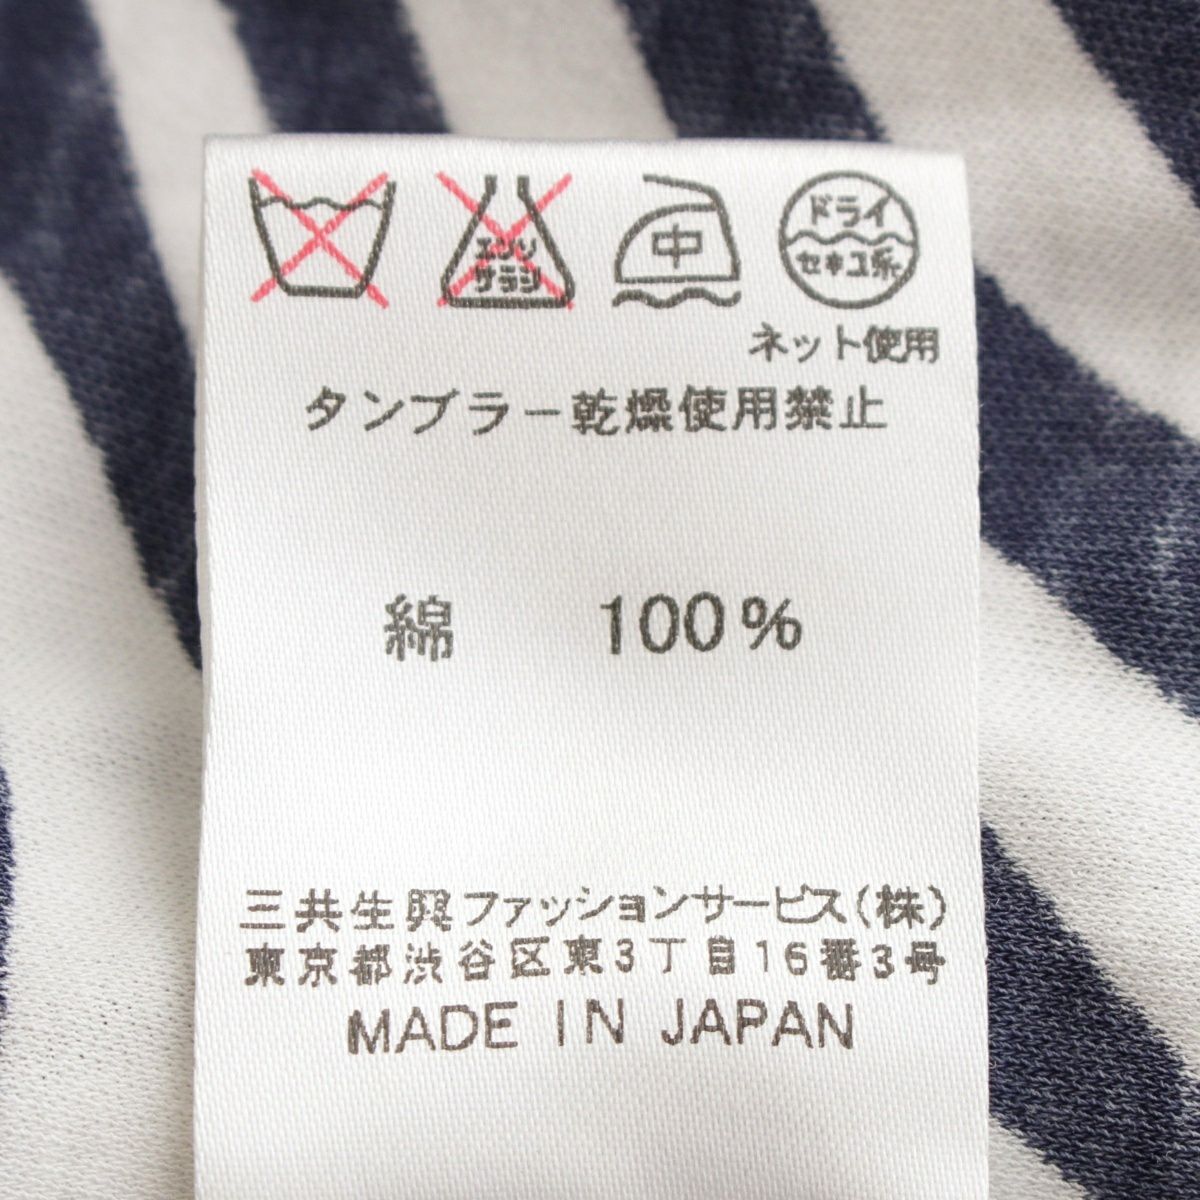 エンソ
サラシ
中
ドライ
セキユ系
ネット使用
タンブラー乾燥使用禁止
綿 100%
三共生興ファッションサービス(株)
東京都渋谷区東3丁目16番3号
MADE IN JAPAN